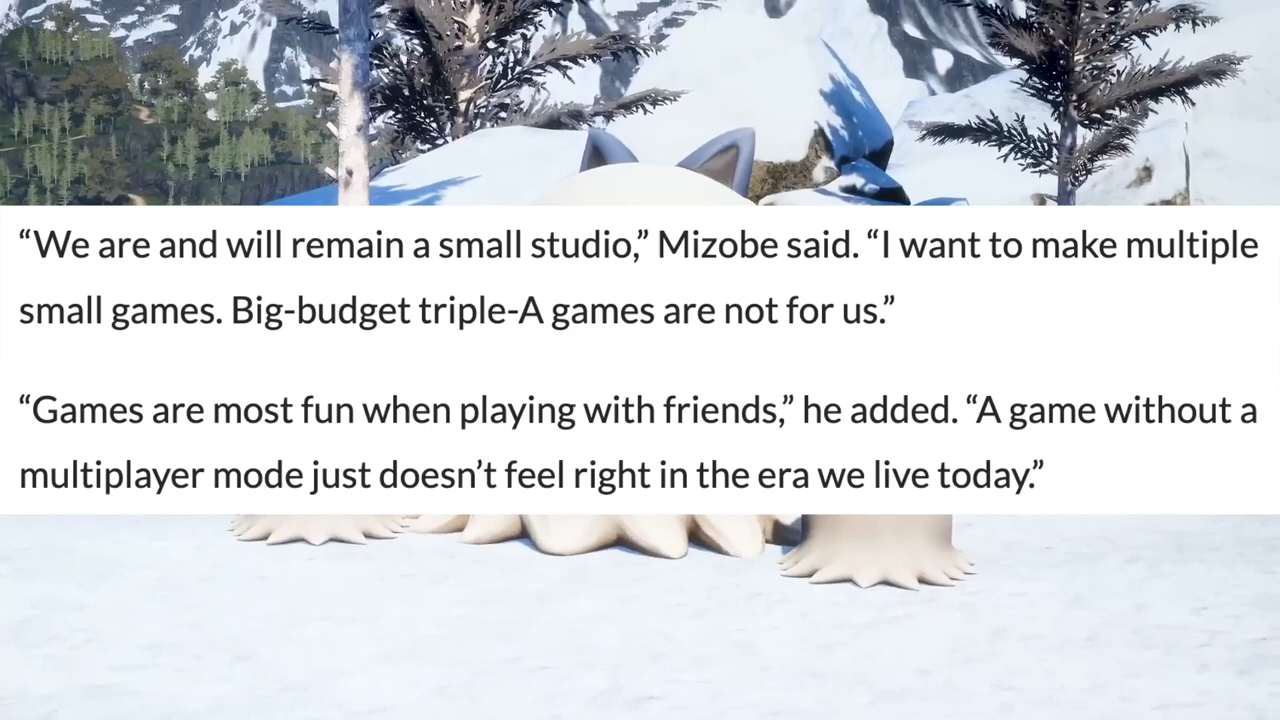 “We are and will remain a small studio,” Mizobe said. “I want to make multiple
small games. Big-budget triple-A games are not for us.”
“Games are most fun when playing with friends,” he added. “A game without a
multiplayer mode just doesn’t feel right in the era we live today.”